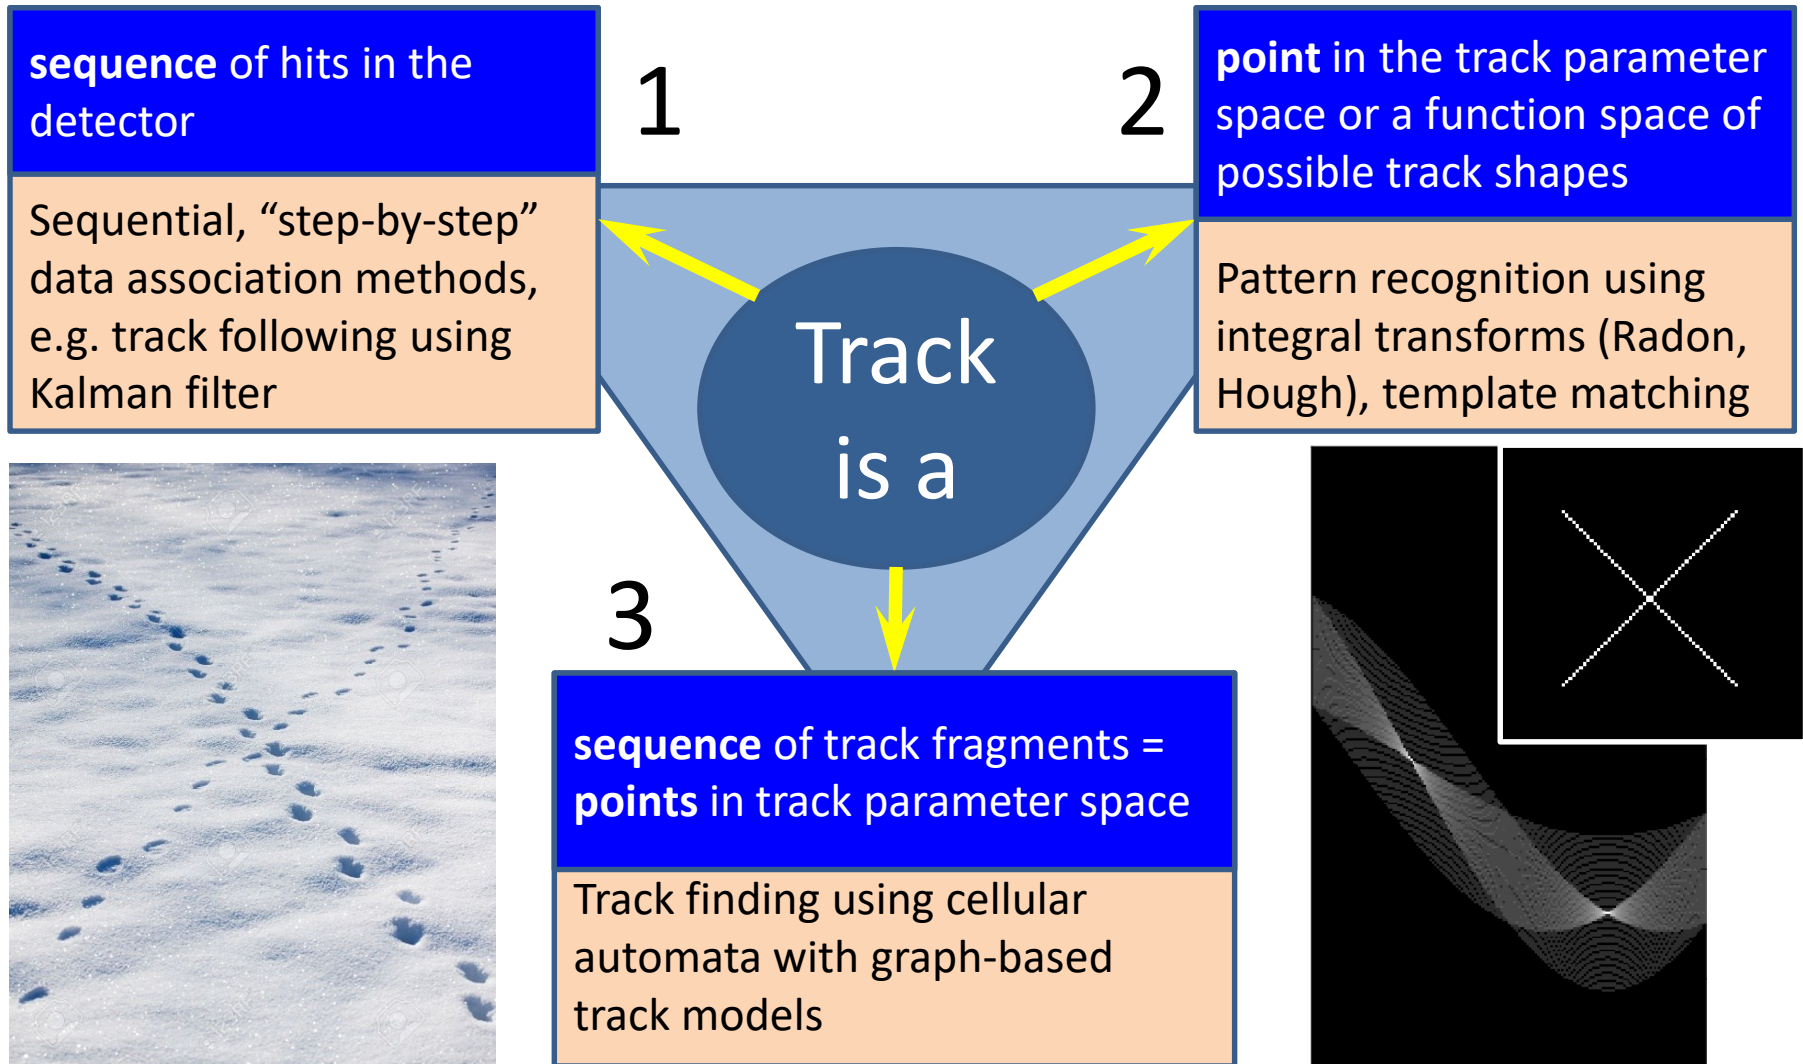 sequence of hits in the
detector
Sequential, “step-by-step”
data association methods,
e.g. track following using
Kalman filter
1
2
point in the track parameter
space or a function space of
possible track shapes
Pattern recognition using
integral transforms (Radon,
Hough), template matching
Track
is a
3
sequence of track fragments =
points in track parameter space
Track finding using cellular
automata with graph-based
track models